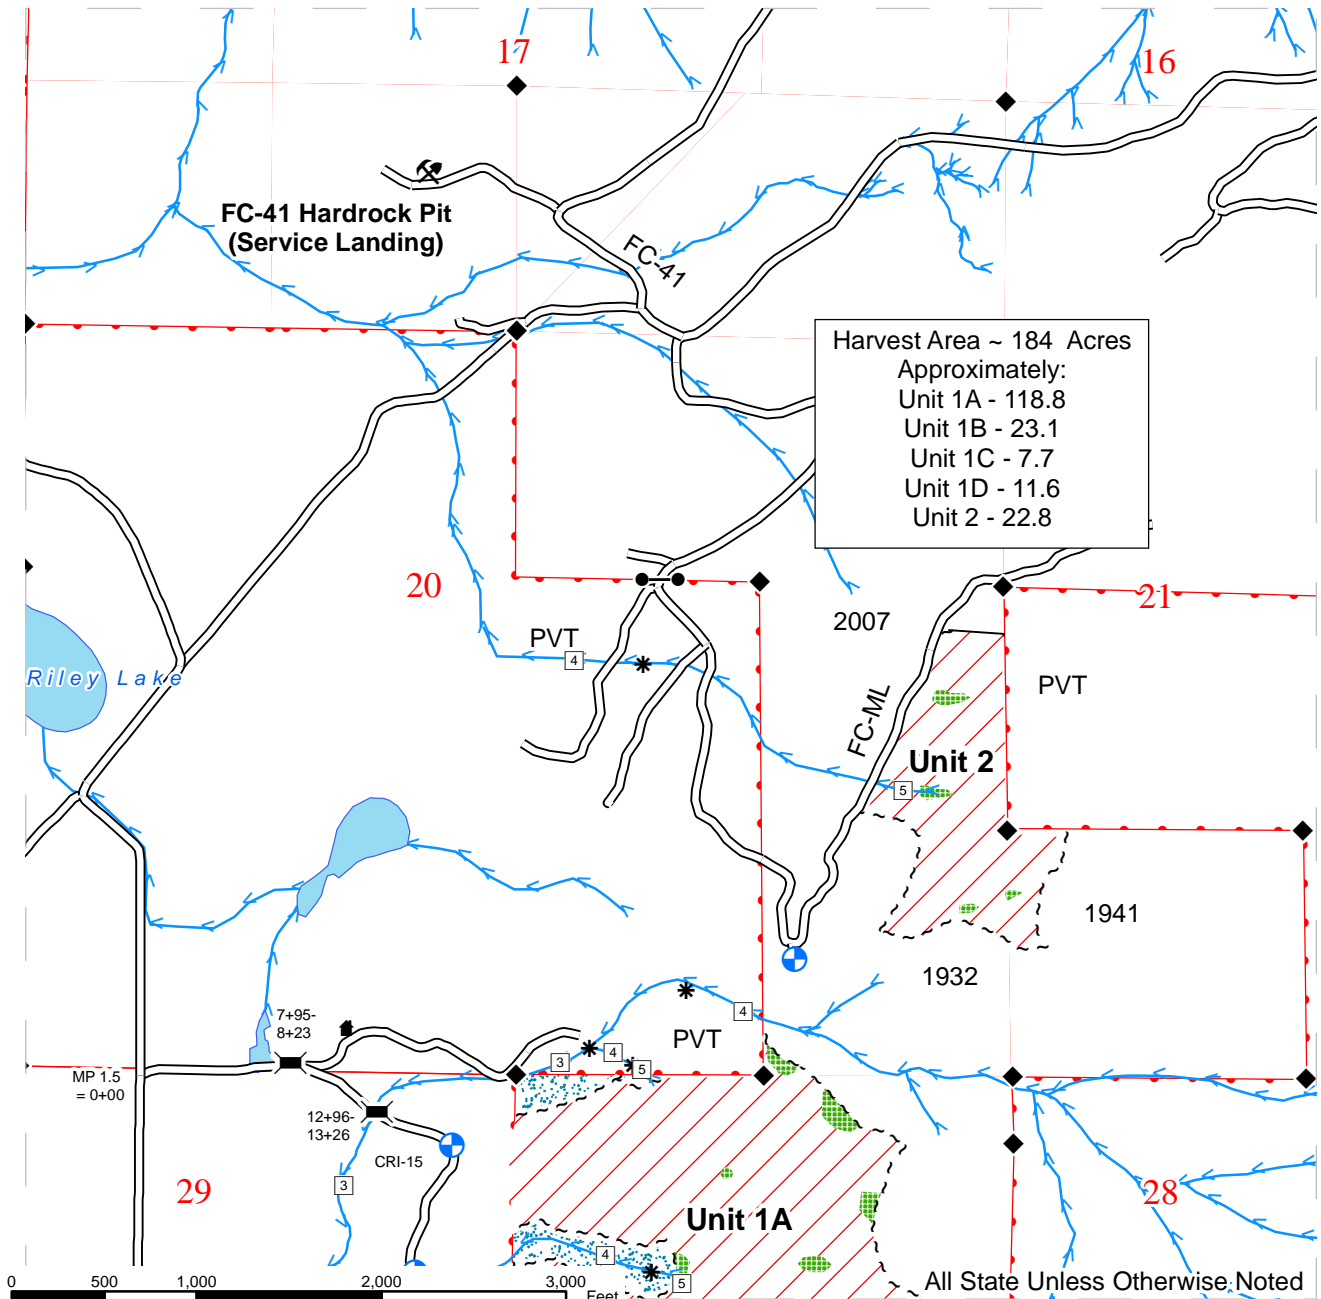 17
16
FC-41 Hardrock Pit
(Service Landing)
FC-41
Harvest Area ~ 184 Acres
Approximately:
Unit 1A - 118.8
Unit 1B - 23.1
Unit 1C - 7.7
Unit 1D - 11.6
Unit 2 - 22.8
20
21
2007
PVT
4
Riley Lake
PVT
FC-ML
Unit 2
5
1941
1932
7+95-
8+23
4
PVT
4
3
5
MP 1.5
= 0+00
12+96-
13+26
CRI-15
3
29
28
Unit 1A
4
5
All State Unless Otherwise Noted
0
500
1,000
2,000
3,000
Feet